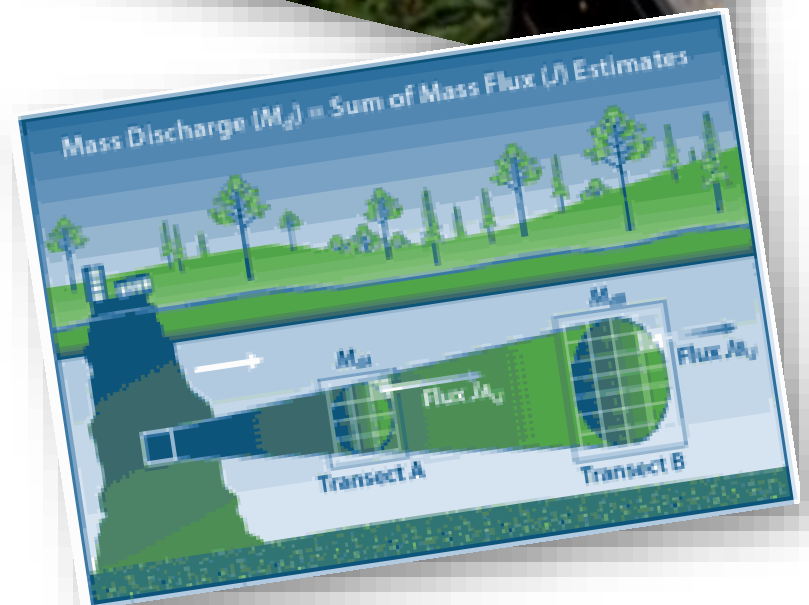 Mass Discharge (Md) = Sum of Mass Flux (J) Estimates
Transect A
Flux
Transect B
Flux